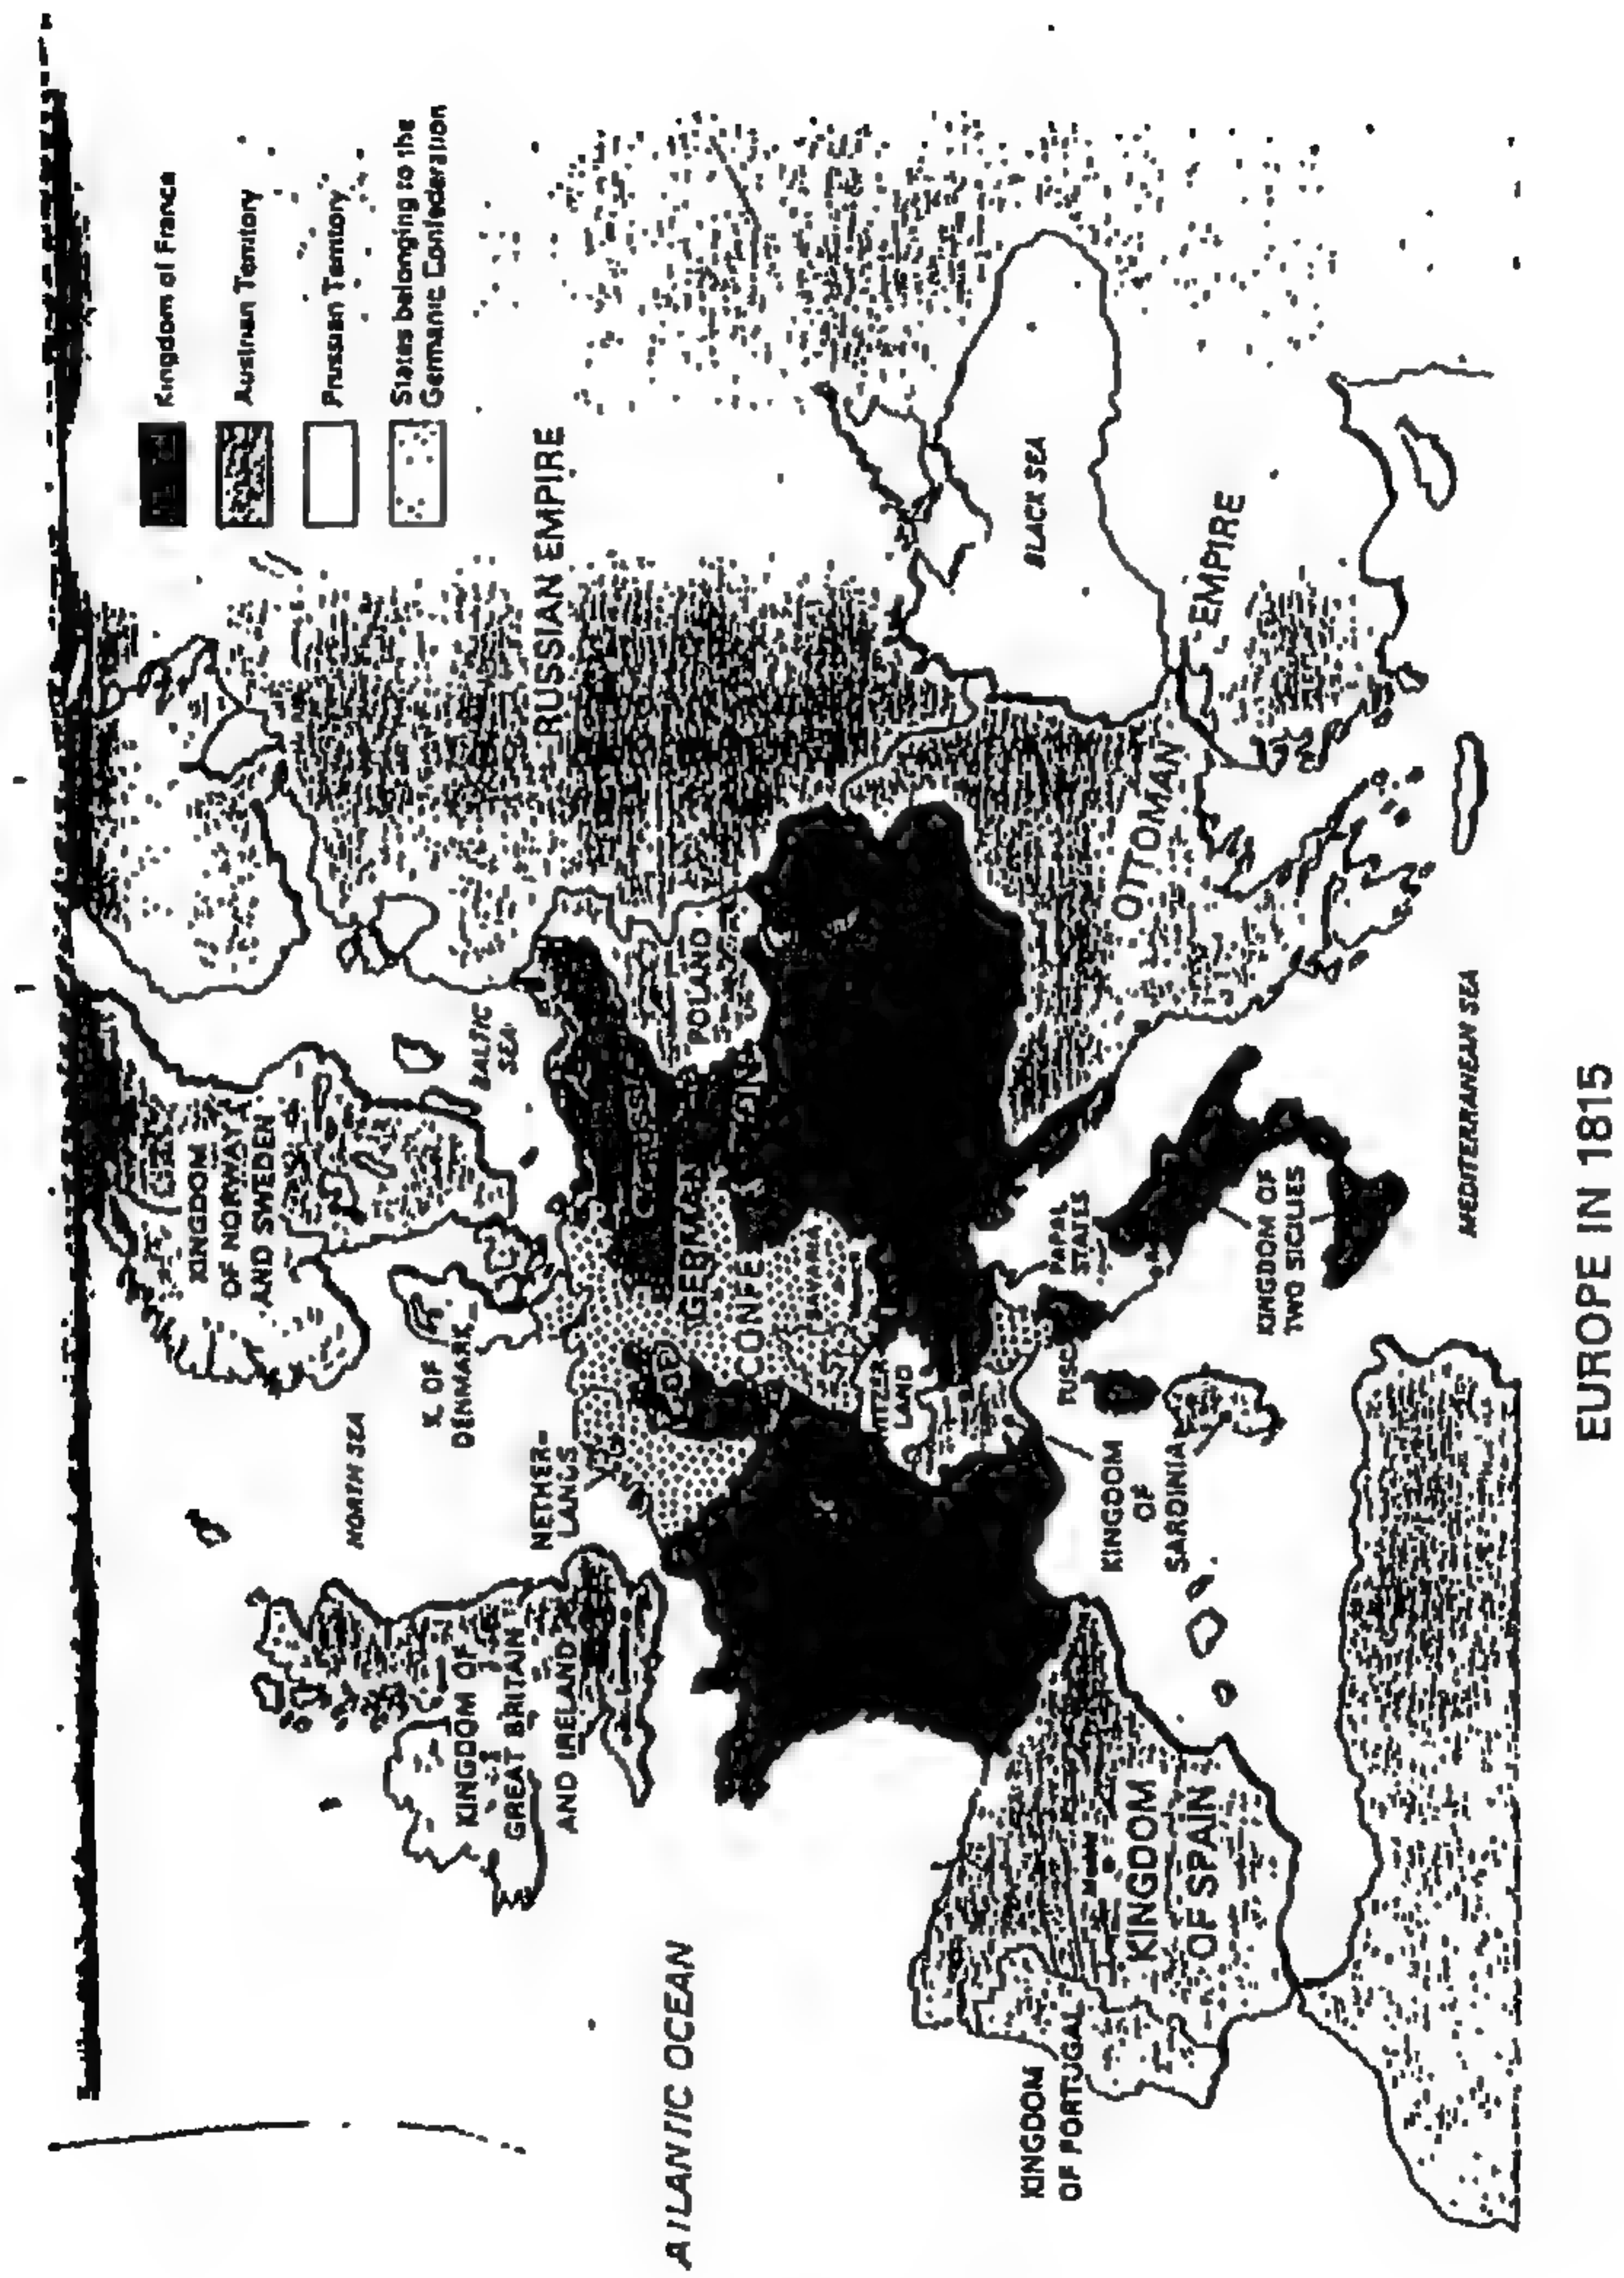 Kingdom of France
Austrian Territory
Prussian Territory
States belonging to the
Germanic Confederation
RUSSIAN EMPIRE
KINGDOM
OF NORWAY
AND SWEDEN
BALTIC
SEA
NORTH SEA
K. OF
DENMARK
NETHER-
LANDS
KINGDOM OF
GREAT BRITAIN
AND IRELAND
POLAND
GERMAN
BAVARIA
LAND
BLACK SEA
OTTOMAN
EMPIRE
PAPAL
STATES
TUSC
KINGDOM OF
TWO SICILIES
KINGDOM
OF
SARDINIA
MEDITERRANEAN SEA
ATLANTIC OCEAN
KINGDOM
OF PORTUGAL
KINGDOM
OF SPAIN
EUROPE IN 1815